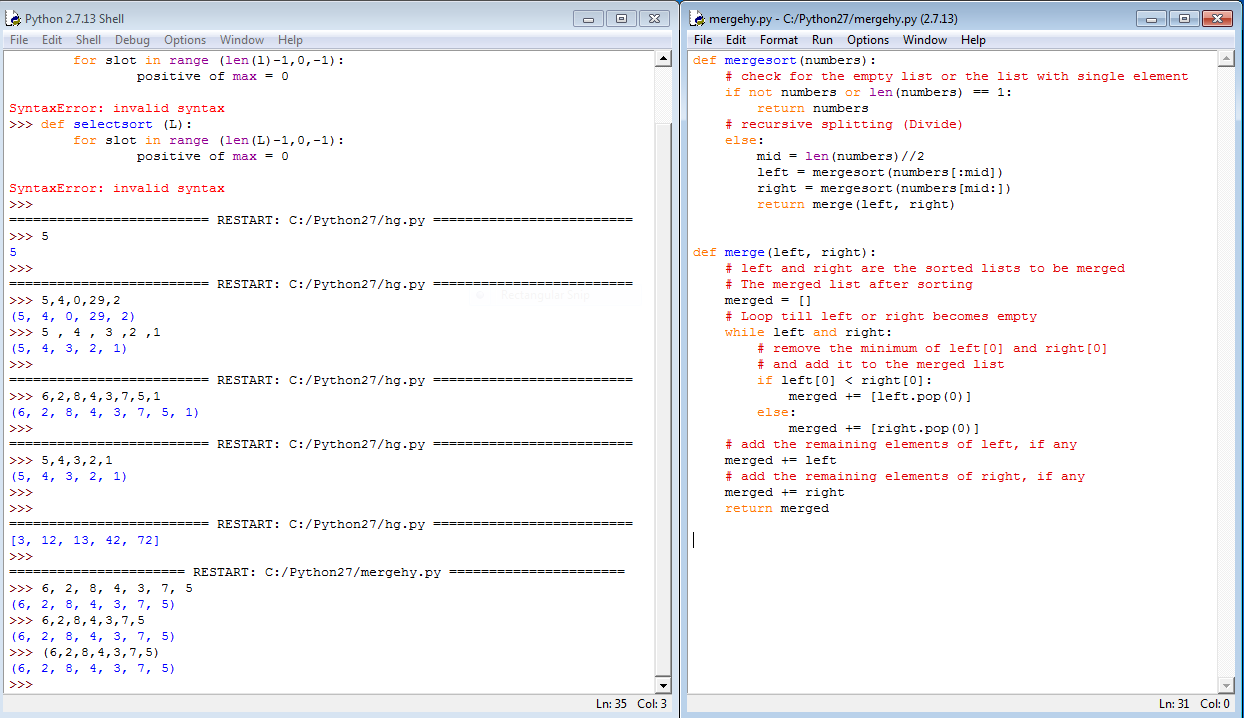 Python 2.7.13 Shell
File Edit Shell Debug Options Window Help
        for slot in range (len(l)-1,0,-1):
                positive of max = 0

SyntaxError: invalid syntax
>>> def selectsort (L):
        for slot in range (len(L)-1,0,-1):
                positive of max = 0

SyntaxError: invalid syntax
>>>
========================= RESTART: C:/Python27/hg.py =========================
>>> 5
5
>>>
========================= RESTART: C:/Python27/hg.py =========================
>>> 5,4,0,29,2
(5, 4, 0, 29, 2)
>>> 5 , 4 , 3 ,2 ,1
(5, 4, 3, 2, 1)
>>>
========================= RESTART: C:/Python27/hg.py =========================
>>> 6,2,8,4,3,7,5,1
(6, 2, 8, 4, 3, 7, 5, 1)
>>>
========================= RESTART: C:/Python27/hg.py =========================
>>> 5,4,3,2,1
(5, 4, 3, 2, 1)
>>>
>>>
========================= RESTART: C:/Python27/hg.py =========================
[3, 12, 13, 42, 72]
>>>
====================== RESTART: C:/Python27/mergehy.py ======================
>>> 6, 2, 8, 4, 3, 7, 5
(6, 2, 8, 4, 3, 7, 5)
>>> 6,2,8,4,3,7,5
(6, 2, 8, 4, 3, 7, 5)
>>> (6,2,8,4,3,7,5)
(6, 2, 8, 4, 3, 7, 5)
>>>
Rectangular Snip
Ln: 35 Col: 3
mergehy.py - C:/Python27/mergehy.py (2.7.13)
File Edit Format Run Options Window Help
def mergesort(numbers):
    # check for the empty list or the list with single element
    if not numbers or len(numbers) == 1:
        return numbers
    # recursive splitting (Divide)
    else:
        mid = len(numbers)//2
        left = mergesort(numbers[:mid])
        right = mergesort(numbers[mid:])
        return merge(left, right)


def merge(left, right):
    # left and right are the sorted lists to be merged
    # The merged list after sorting
    merged = []
    # Loop till left or right becomes empty
    while left and right:
        # remove the minimum of left[0] and right[0]
        # and add it to the merged list
        if left[0] < right[0]:
            merged += [left.pop(0)]
        else:
            merged += [right.pop(0)]
    # add the remaining elements of left, if any
    merged += left
    # add the remaining elements of right, if any
    merged += right
    return merged
Ln: 31 Col: 0